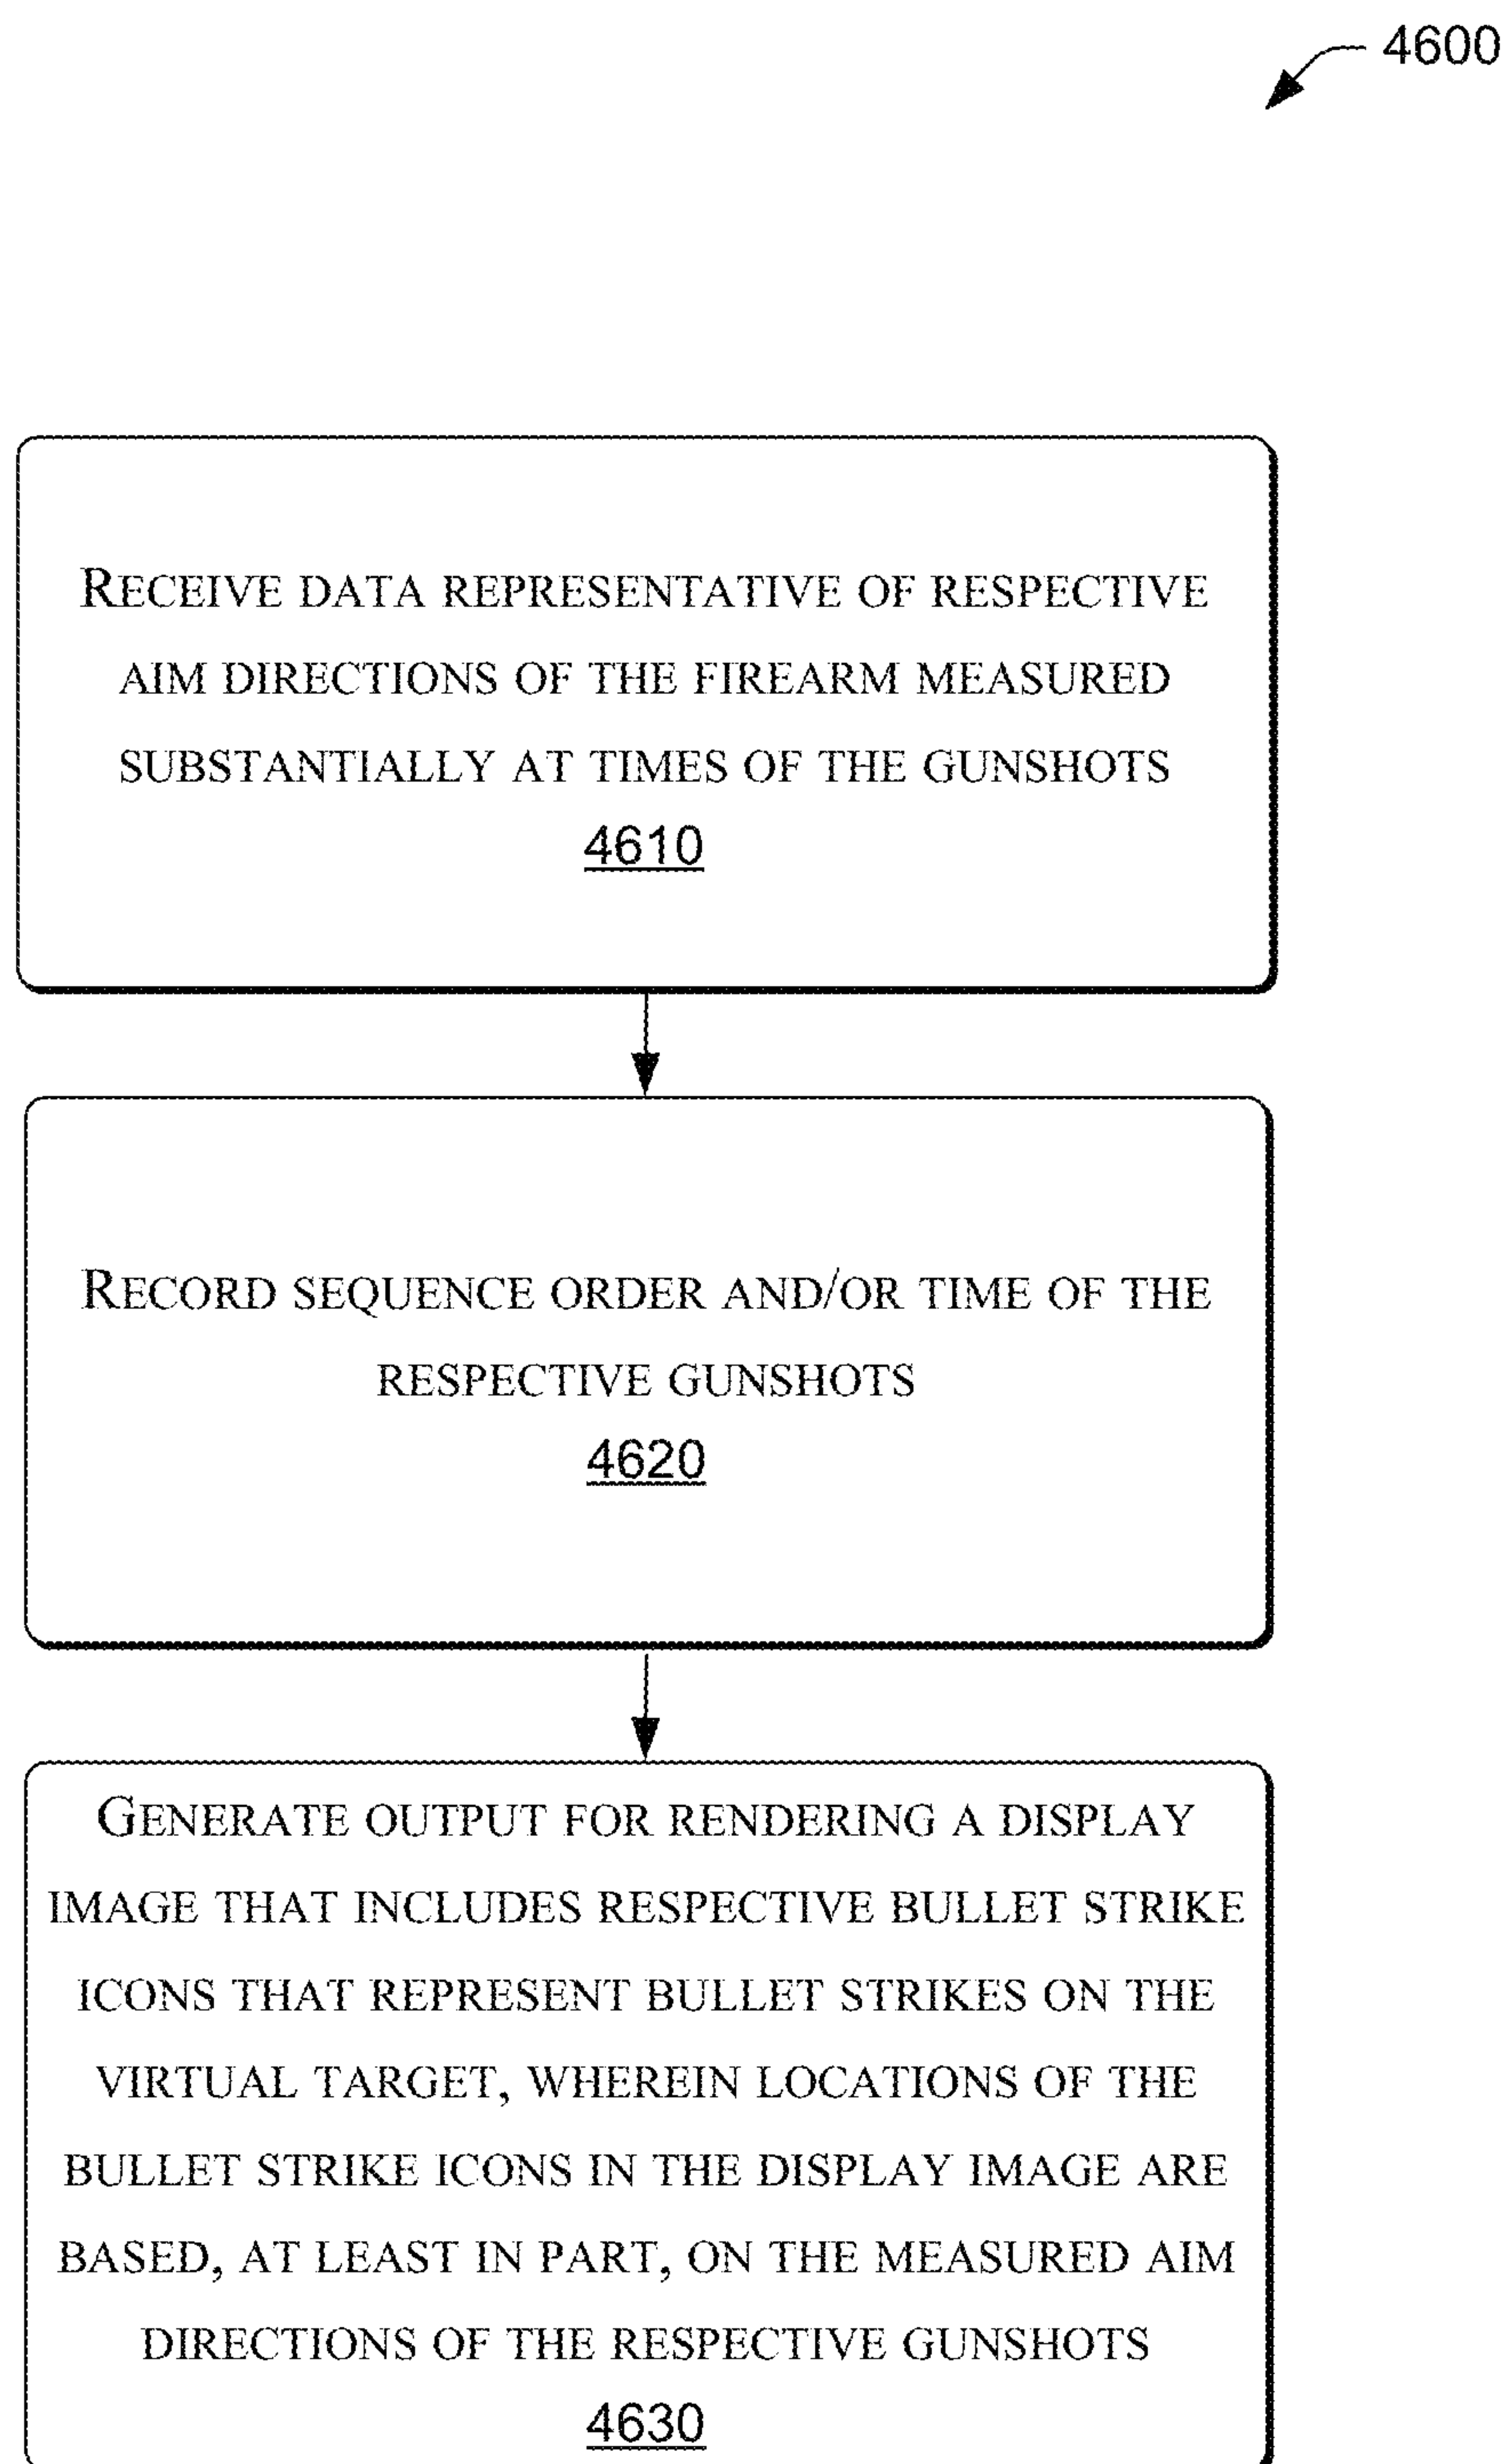 4600
RECEIVE DATA REPRESENTATIVE OF RESPECTIVE
AIM DIRECTIONS OF THE FIREARM MEASURED
SUBSTANTIALLY AT TIMES OF THE GUNSHOTS
4610
RECORD SEQUENCE ORDER AND/OR TIME OF THE
RESPECTIVE GUNSHOTS
4620
GENERATE OUTPUT FOR RENDERING A DISPLAY
IMAGE THAT INCLUDES RESPECTIVE BULLET STRIKE
ICONS THAT REPRESENT BULLET STRIKES ON THE
VIRTUAL TARGET, WHEREIN LOCATIONS OF THE
BULLET STRIKE ICONS IN THE DISPLAY IMAGE ARE
BASED, AT LEAST IN PART, ON THE MEASURED AIM
DIRECTIONS OF THE RESPECTIVE GUNSHOTS
4630